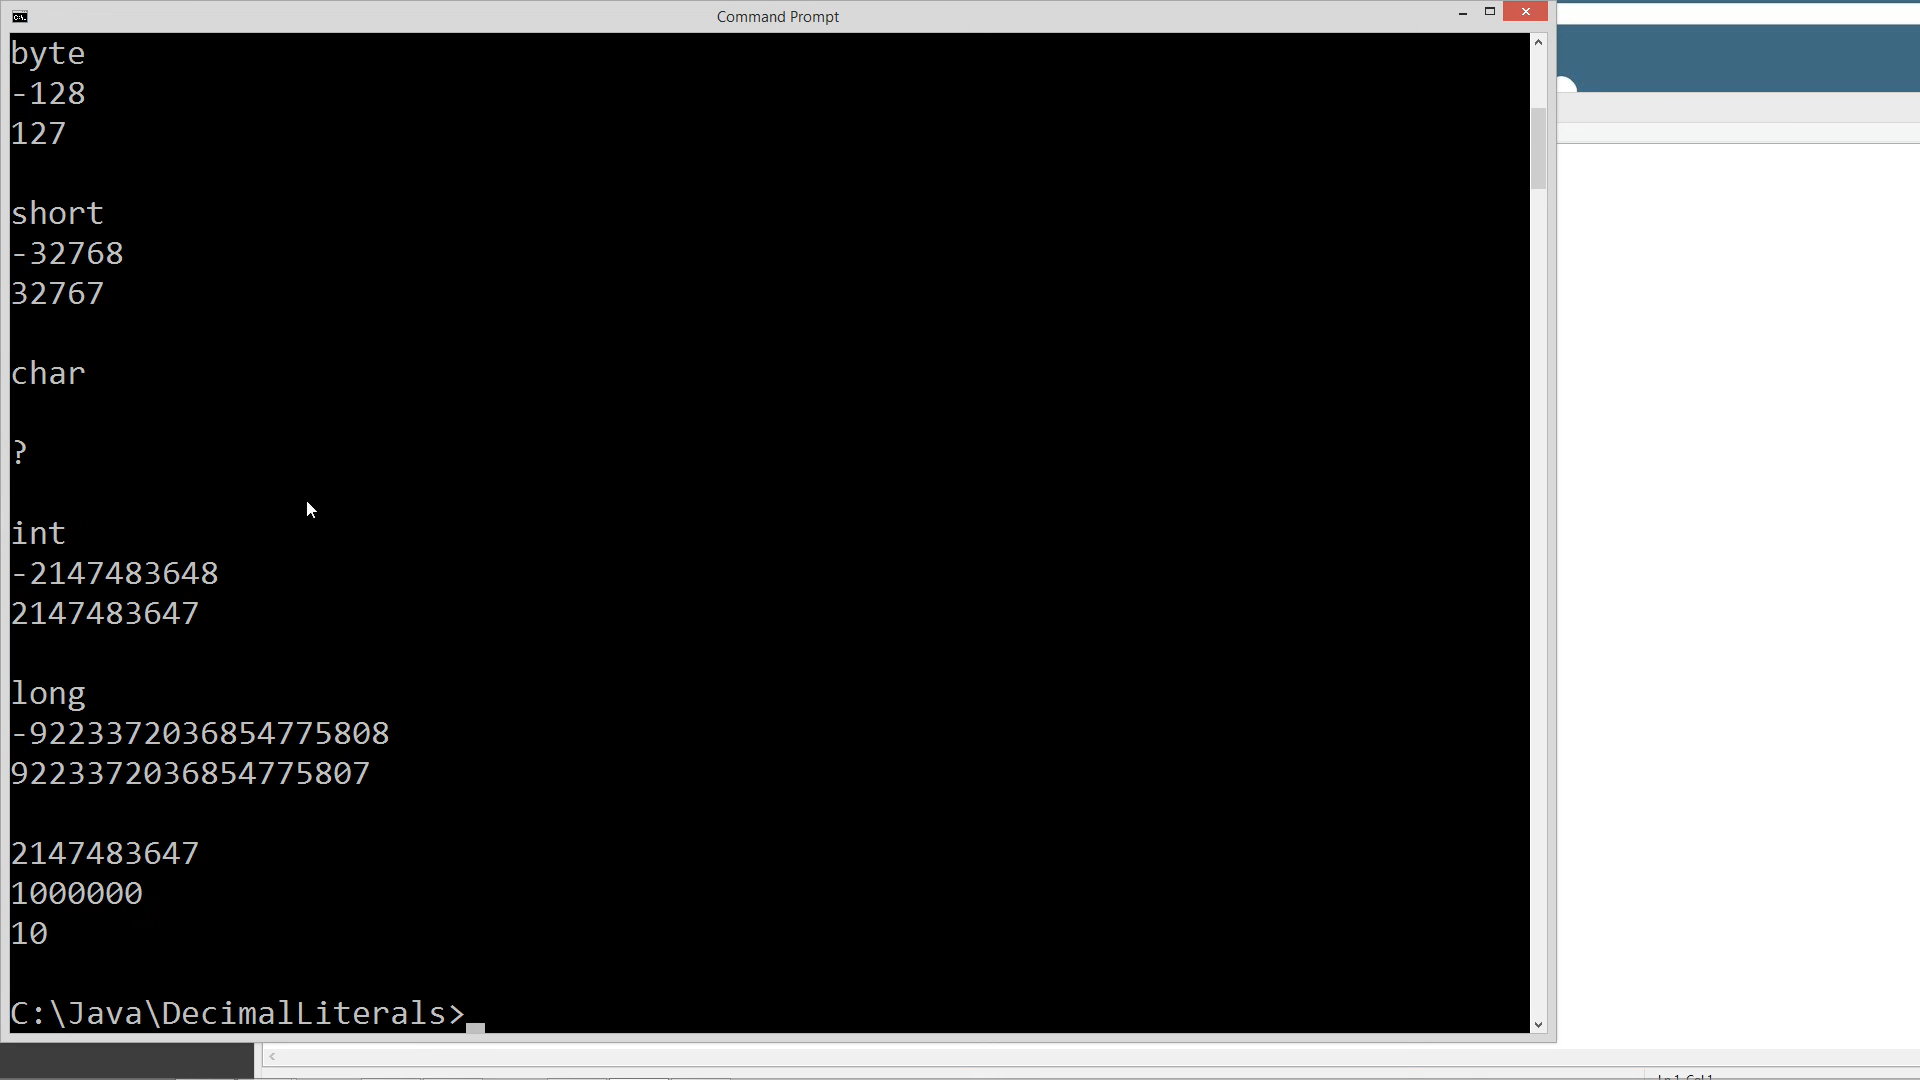 Command Prompt
byte
-128
127
short
-32768
32767
char
?
int
-2147483648
2147483647
long
-9223372036854775808
9223372036854775807
2147483647
1000000
10
C:\Java\DecimalLiterals>